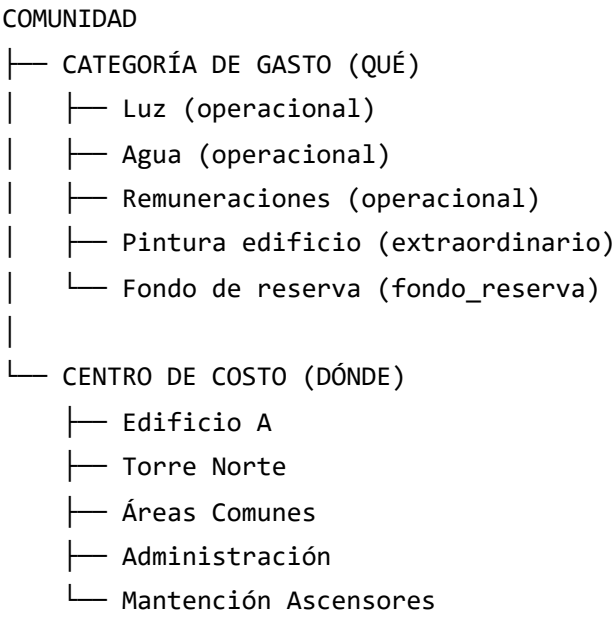 COMUNIDAD
├── CATEGORÍA DE GASTO (QUÉ)
│   ├── Luz (operacional)
│   ├── Agua (operacional)
│   ├── Remuneraciones (operacional)
│   ├── Pintura edificio (extraordinario)
│   └── Fondo de reserva (fondo_reserva)
│
└── CENTRO DE COSTO (DÓNDE)
    ├── Edificio A
    ├── Torre Norte
    ├── Áreas Comunes
    ├── Administración
    └── Mantención Ascensores